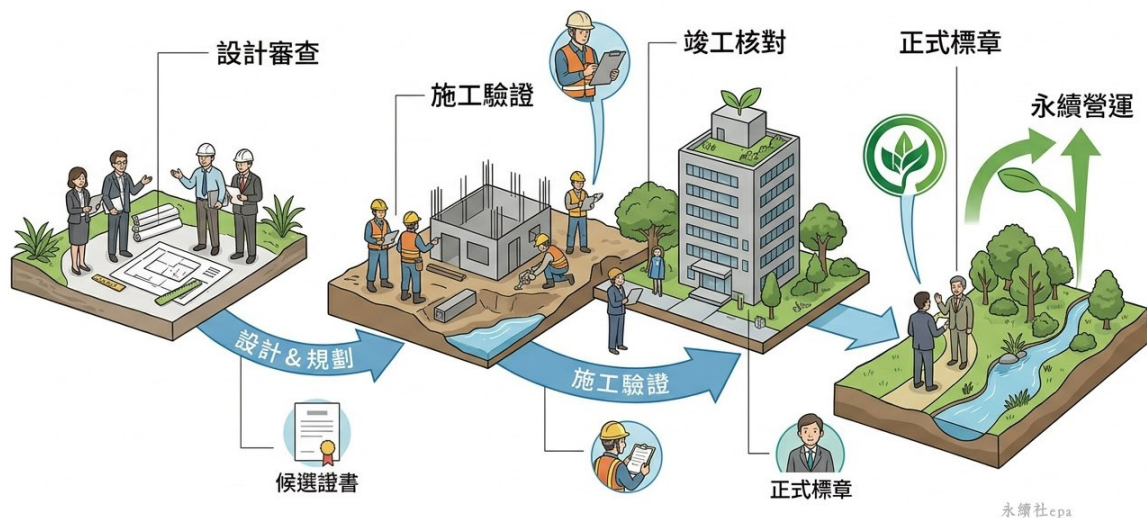 設計審查
施工驗證
竣工核對
正式標章
永續營運
設計&規劃
施工驗證
候選證書
正式標章
永續社epa